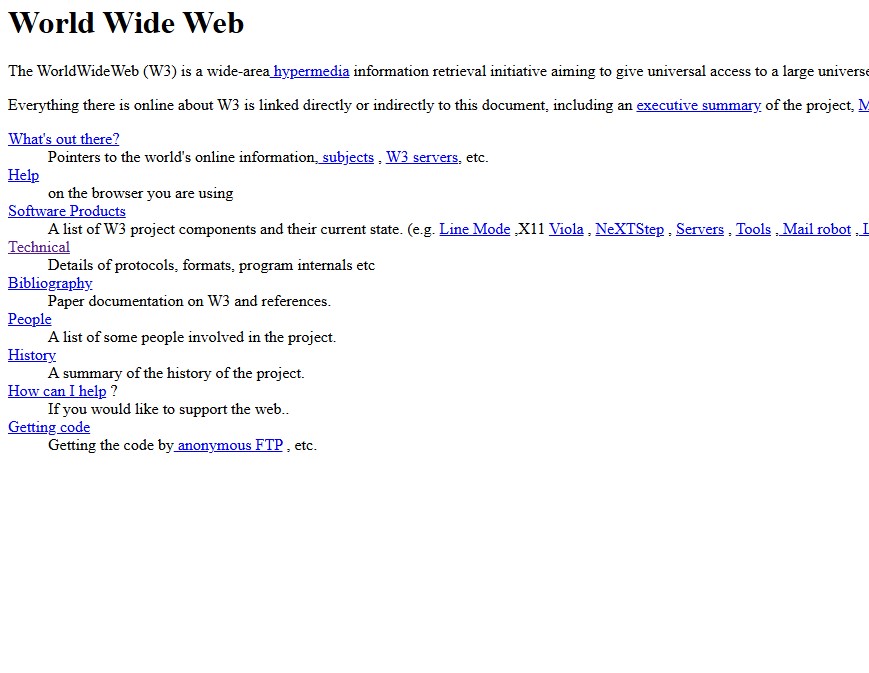 World Wide Web
The WorldWideWeb (W3) is a wide-area hypermedia information retrieval initiative aiming to give universal access to a large universe
Everything there is online about W3 is linked directly or indirectly to this document, including an executive summary of the project, M
What's out there?
Pointers to the world's online information, subjects , W3 servers, etc.
Help
on the browser you are using
Software Products
A list of W3 project components and their current state. (e.g. Line Mode ,X11 Viola , NeXTStep , Servers , Tools , Mail robot , L
Technical
Details of protocols, formats, program internals etc
Bibliography
Paper documentation on W3 and references.
People
A list of some people involved in the project.
History
A summary of the history of the project.
How can I help ?
If you would like to support the web..
Getting code
Getting the code by anonymous FTP , etc.